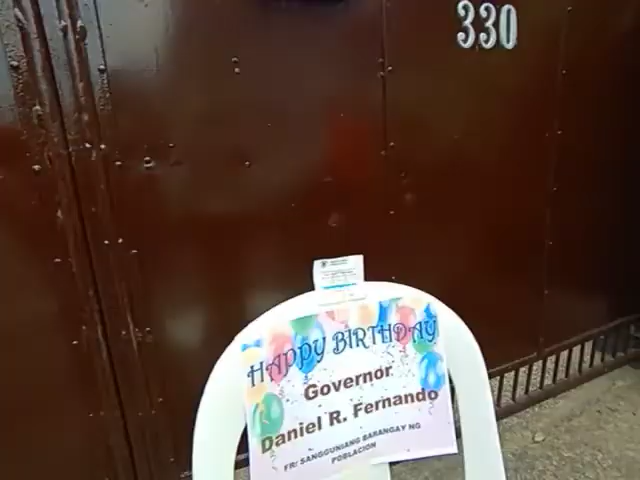 330
HAPPY BIRTHDAY
Governor
Daniel R. Fernando
FR: SANGGUNIANG BARANGAY NG
POBLACION